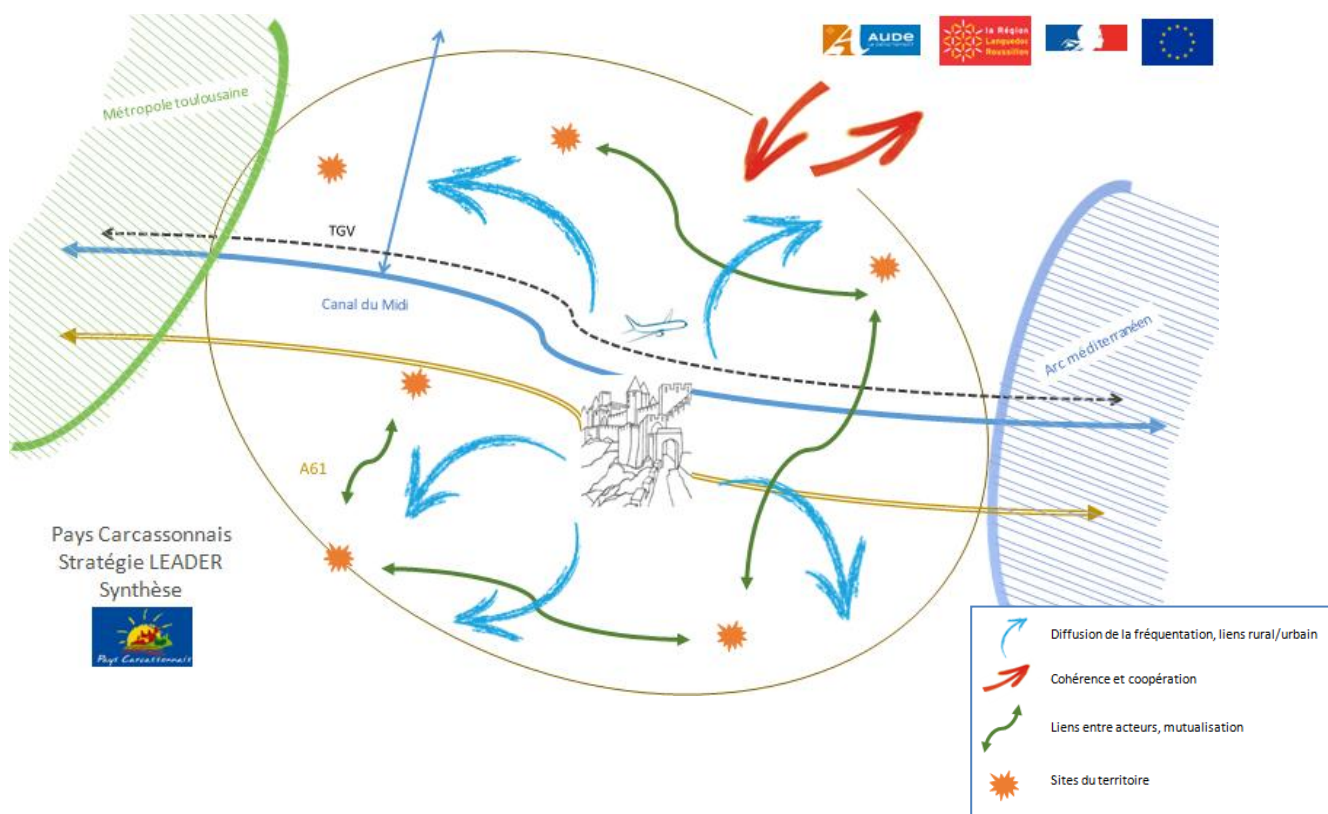 AUDE
LE DÉPARTEMENT
la Région
Languedoc
Roussillon
Métropole toulousaine
TGV
Canal du Midi
Arc méditerranéen
A61
Pays Carcassonnais
Stratégie LEADER
Synthèse
Pays Carcassonnais
Diffusion de la fréquentation, liens rural/urbain
Cohérence et coopération
Liens entre acteurs, mutualisation
Sites du territoire